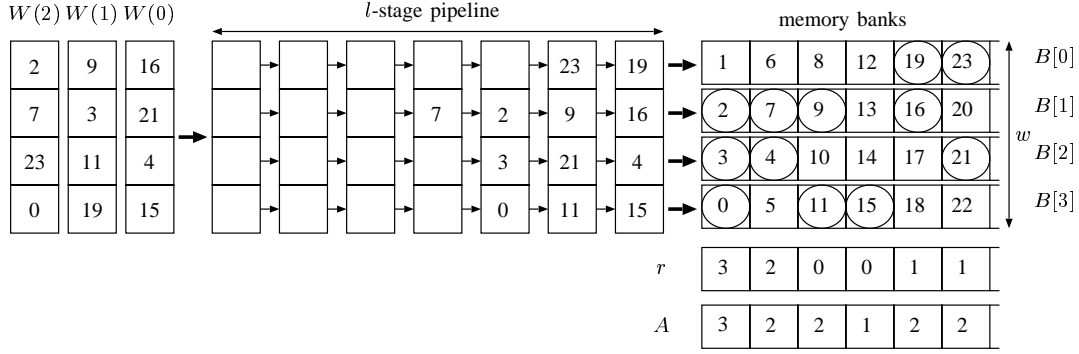 W(2) W(1) W(0) l-stage pipeline memory banks
2 9 16 23 19 1 6 8 12 19 23 B[0]
7 3 21 7 2 9 16 2 7 9 13 16 20 B[1]
w
23 11 4 3 21 4 3 4 10 14 17 21 B[2]
0 19 15 0 11 15 0 5 11 15 18 22 B[3]
r 3 2 0 0 1 1
A 3 2 2 1 2 2